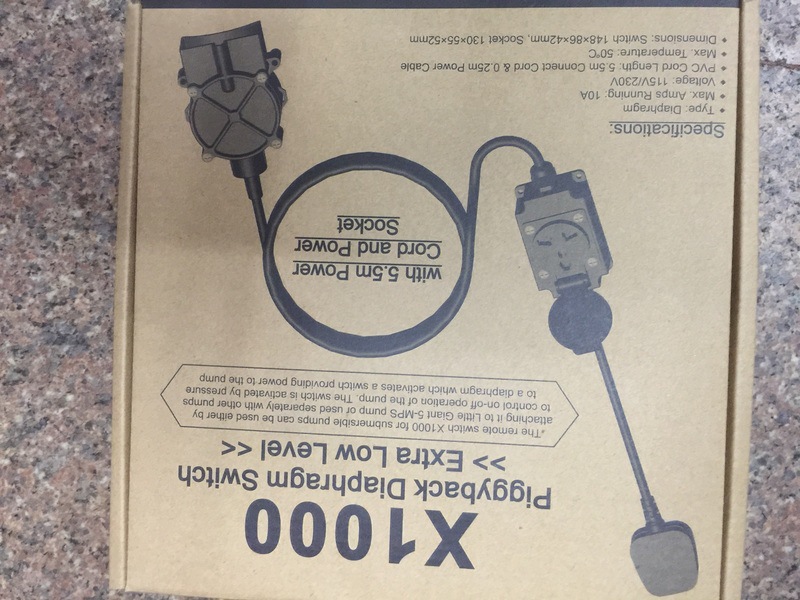 X1000
Piggyback Diaphragm Switch
>> Extra Low Level <<
*The remote switch X1000 for submersible pumps can be used either by
attaching to it to Little Giant 5-MPS pump or used separately with other pumps
to control on-off operation of the pump. The switch is activated by pressure
to a diaphragm which activates a switch providing power to the pump
with 5.5m Power
Cord and Power
Socket
Specifications:
• Type: Diaphragm
• Max. Amps Running: 10A
• Voltage: 115V/230V
• PVC Cord Length: 5.5m Connect Cord & 0.25m Power Cable
• Max. Temperature: 50°C
• Dimensions: Switch: 148×86×42mm, Socket 130×55×52mm